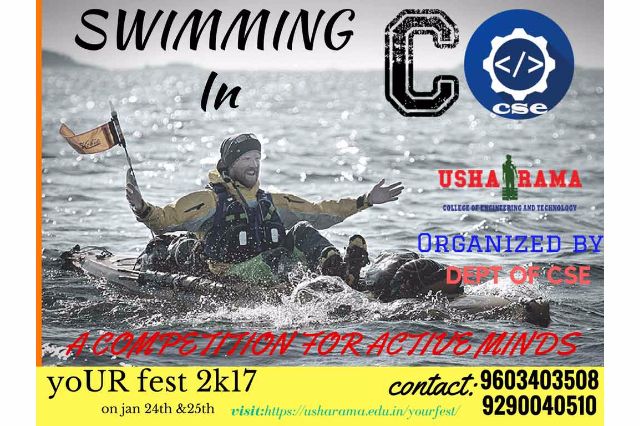 SWIMMING
In
C
</>
cse
USHA RAMA
COLLEGE OF ENGINEERING AND TECHNOLOGY
ORGANIZED BY
DEPT OF CSE
A COMPETITION FOR ACTIVE MINDS
yoUR fest 2k17
on jan 24th &25th
visit:https://usharama.edu.in/yourfest/
contact: 9603403508
9290040510